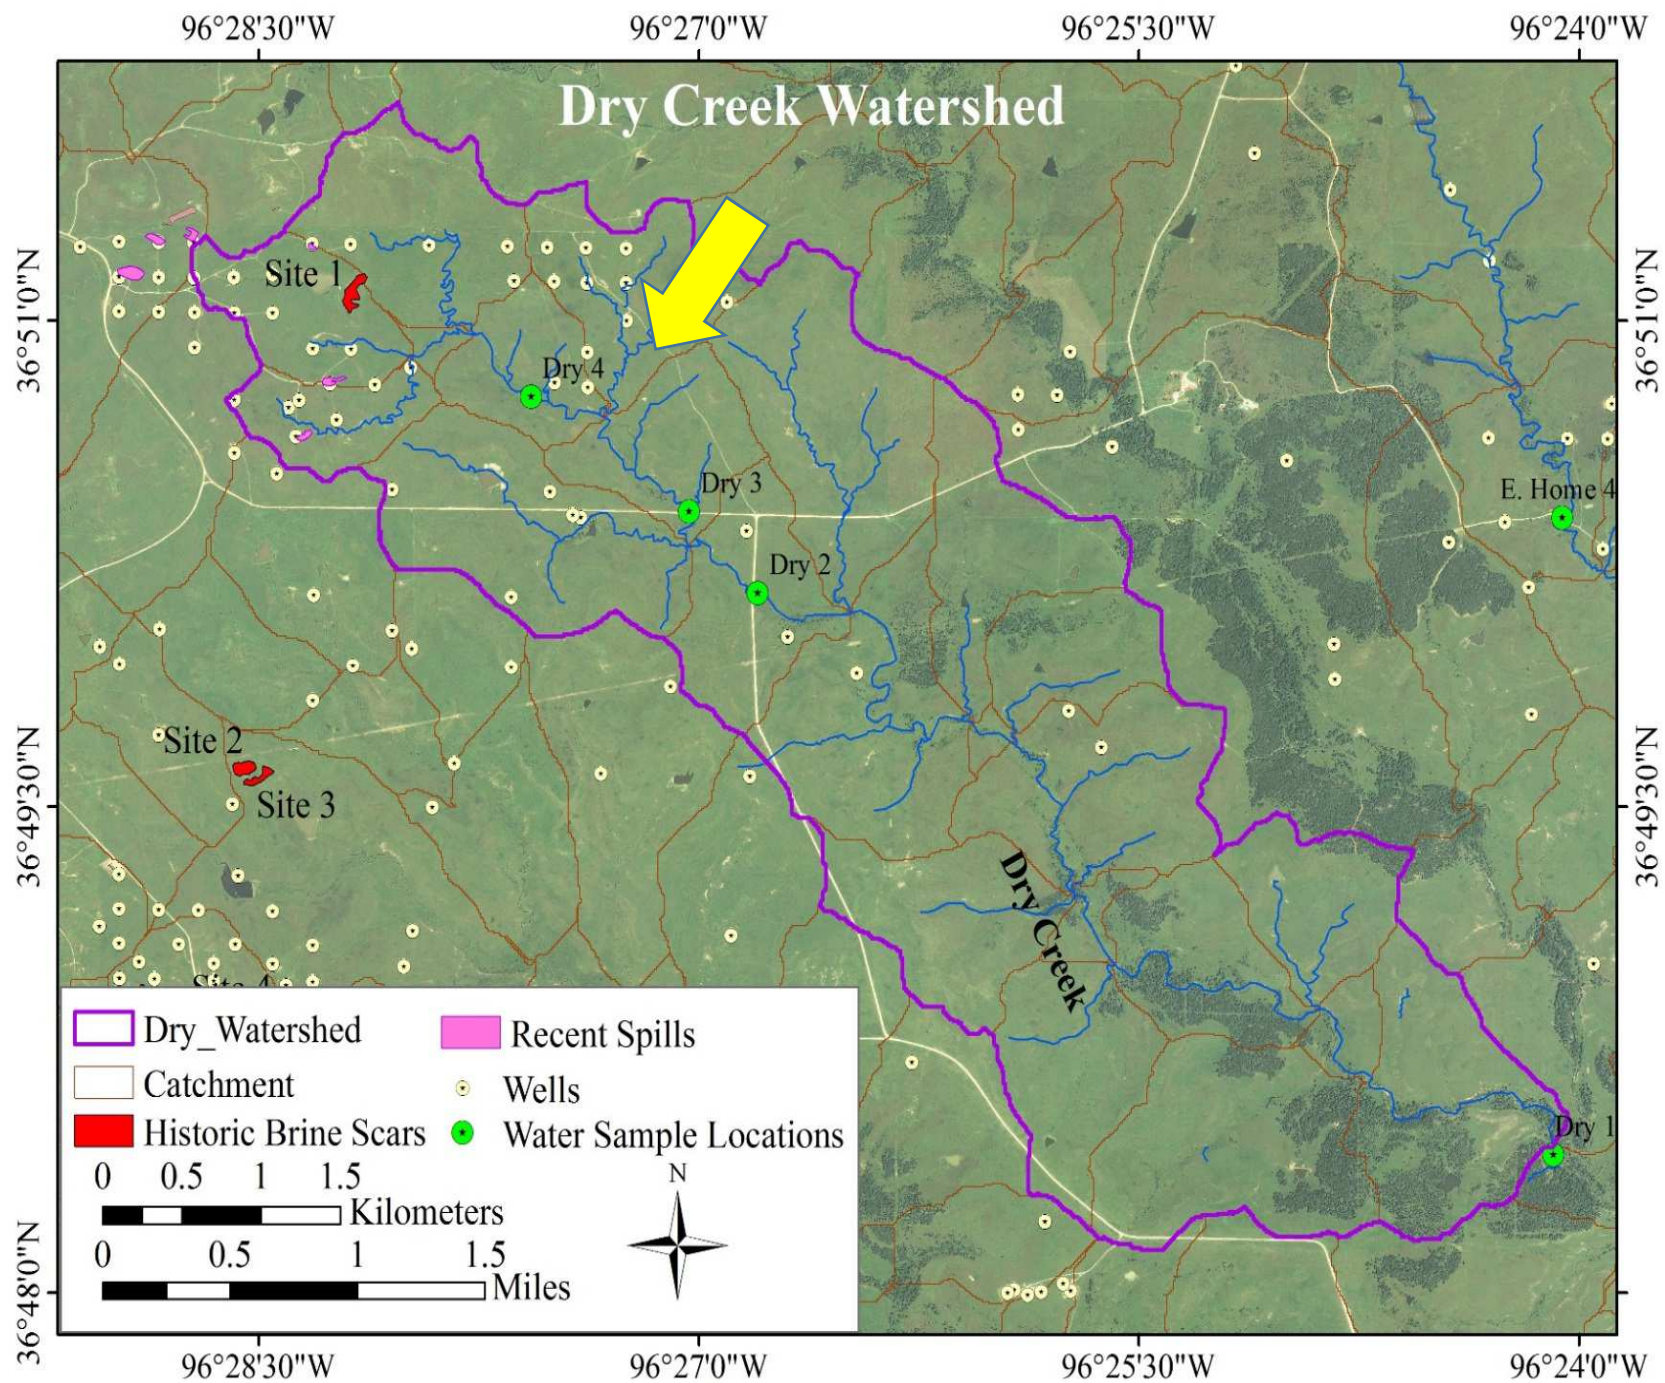 96°28'30"W
96°27'0"W
96°25'30"W
96°24'0"W
Dry Creek Watershed
36°51'0"N
36°51'0"N
Site 1
Dry 4
Dry 3
E. Home 4
Dry 2
Site 2
Site 3
36°49'30"N
36°49'30"N
Dry Creek
Site 4
Dry_Watershed
Recent Spills
Catchment
Wells
Historic Brine Scars
Water Sample Locations
Dry 1
0 0.5 1 1.5
Kilometers
0 0.5 1 1.5
Miles
N
36°48'0"N
96°28'30"W
96°27'0"W
96°25'30"W
96°24'0"W